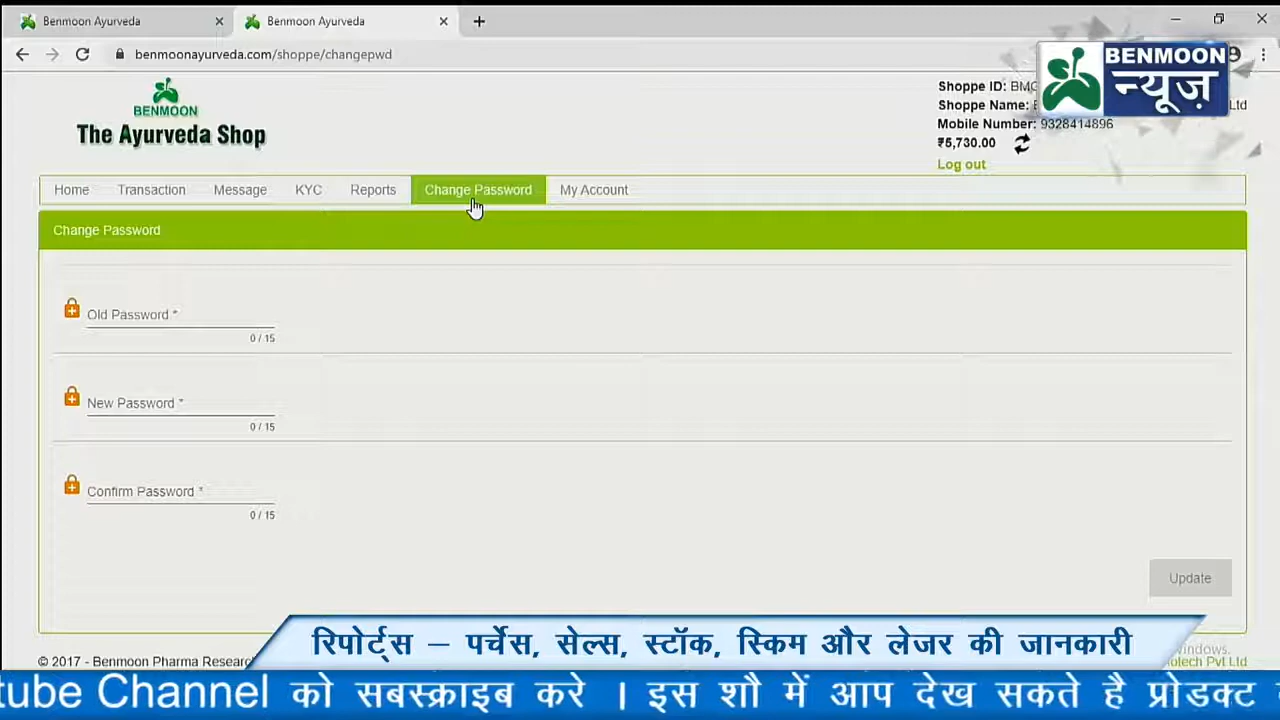 Benmoon Ayurveda
Benmoon Ayurveda
benmoonayurveda.com/shoppe/changepwd
BENMOON
The Ayurveda Shop
Shoppe ID:
Shoppe Name: Ltd
Mobile Number: 9328414896
₹5,730.00
Log out
BENMOON
न्यूज़
Home Transaction Message KYC Reports Change Password My Account
Change Password
Old Password *
0 / 15
New Password *
0 / 15
Confirm Password *
0 / 15
Update
रिपोर्ट्स – पर्चेस, सेल्स, स्टॉक, स्किम और लेजर की जानकारी
© 2017 - Benmoon Pharma Pvt Ltd
tube Channel को सबस्क्राइब करे । इस शौ में आप देख सकते है प्रोडक्ट